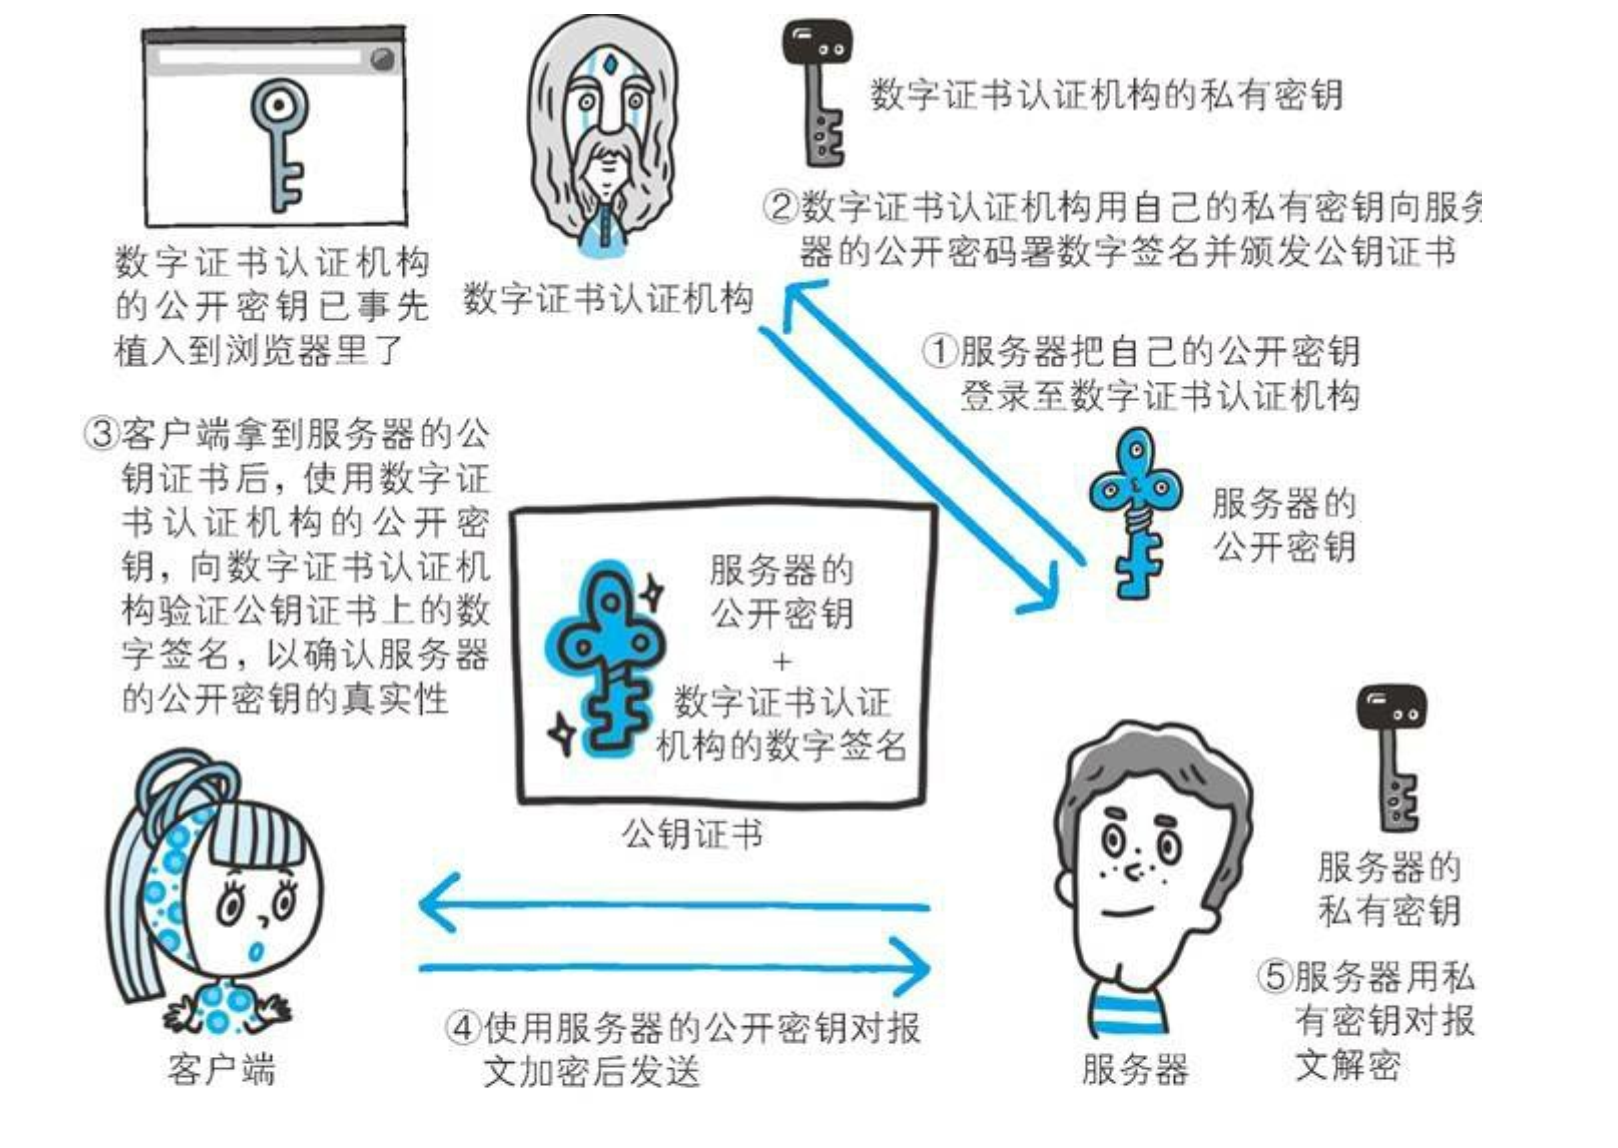 数字证书认证机构的私有密钥
②数字证书认证机构用自己的私有密钥向服务
器的公开密码署数字签名并颁发公钥证书
数字证书认证机构
的公开密钥已事先
植入到浏览器里了
数字证书认证机构
①服务器把自己的公开密钥
登录至数字证书认证机构
③客户端拿到服务器的公
钥证书后，使用数字证
书认证机构的公开密
钥，向数字证书认证机
构验证公钥证书上的数
字签名，以确认服务器
的公开密钥的真实性
服务器的
公开密钥
服务器的
公开密钥
+
数字证书认证
机构的数字签名
公钥证书
服务器的
私有密钥
⑤服务器用私
有密钥对报
文解密
④使用服务器的公开密钥对报
文加密后发送
客户端
服务器